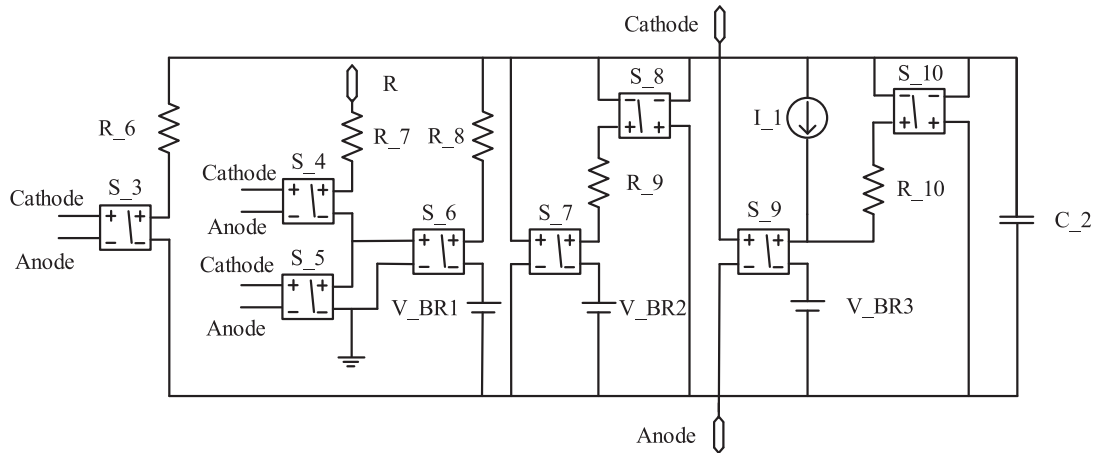 Cathode
R
S_8
S_10
R_6
R_7
R_8
I_1
S_4
Cathode
R_9
R_10
Cathode
S_3
Anode
S_6
S_7
S_9
C_2
Anode
Cathode
S_5
Anode
V_BR1
V_BR2
V_BR3
Anode